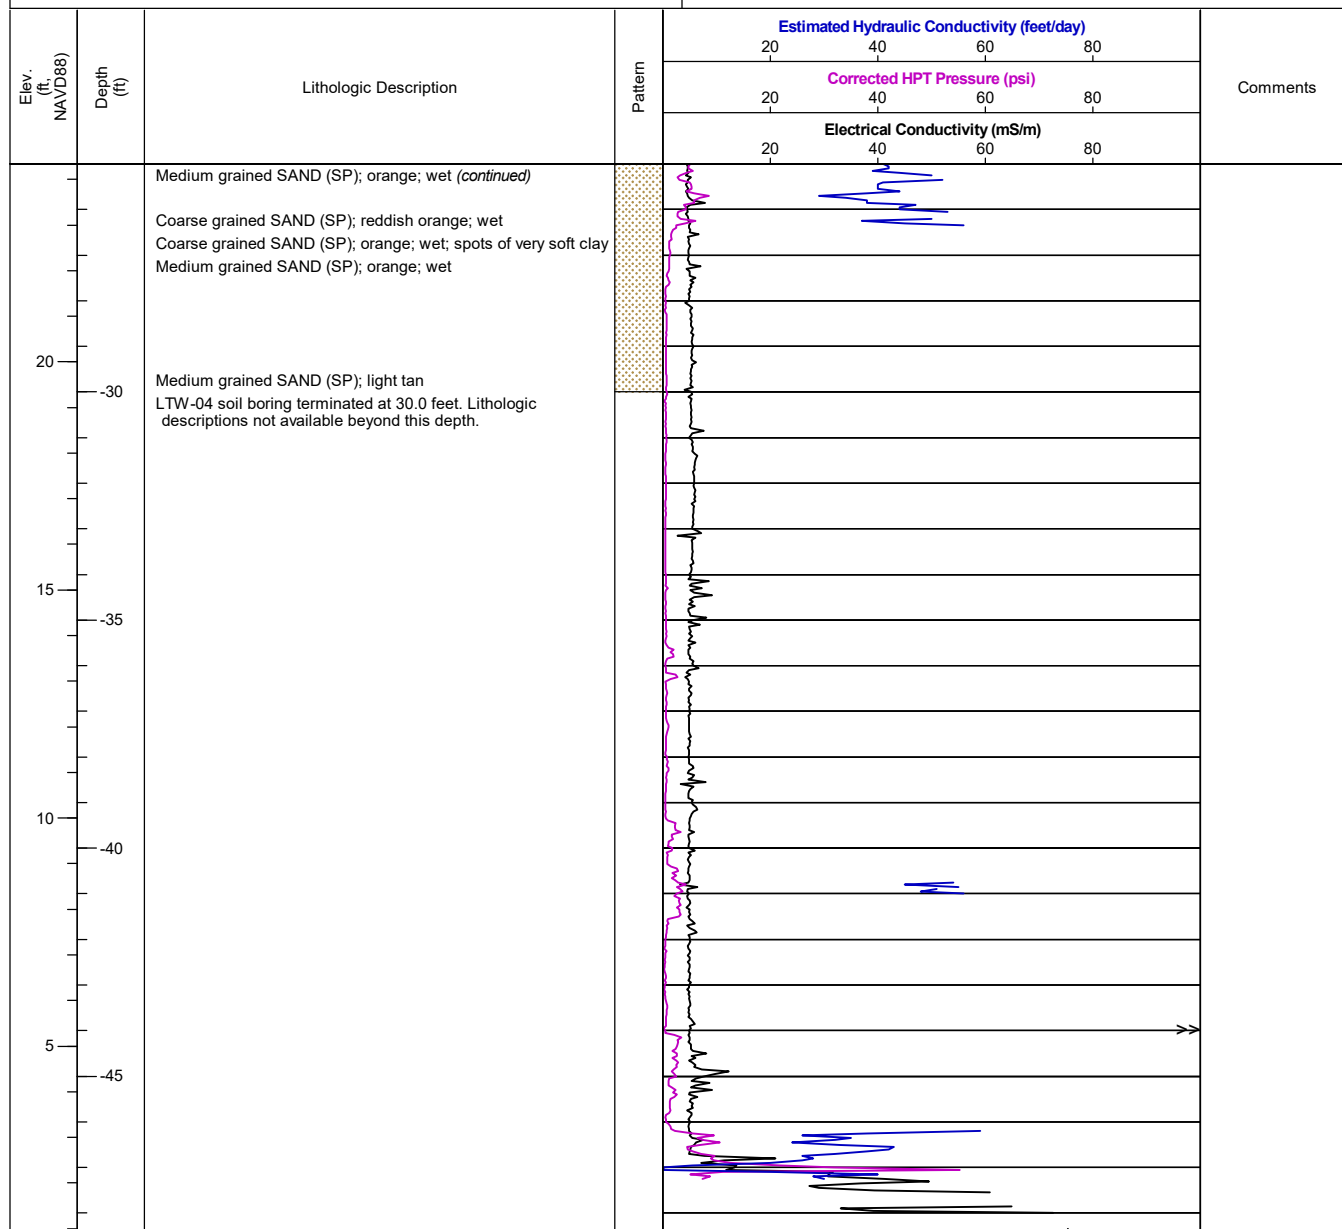 Elev.
(ft,
NAVD88)
Depth
(ft)
Lithologic Description
Pattern
Estimated Hydraulic Conductivity (feet/day)
20 40 60 80
Corrected HPT Pressure (psi)
20 40 60 80
Electrical Conductivity (mS/m)
20 40 60 80
Comments
Medium grained SAND (SP); orange; wet (continued)
Coarse grained SAND (SP); reddish orange; wet
Coarse grained SAND (SP); orange; wet; spots of very soft clay
Medium grained SAND (SP); orange; wet
20
Medium grained SAND (SP); light tan
-30
LTW-04 soil boring terminated at 30.0 feet. Lithologic
descriptions not available beyond this depth.
15
-35
10
-40
5
-45